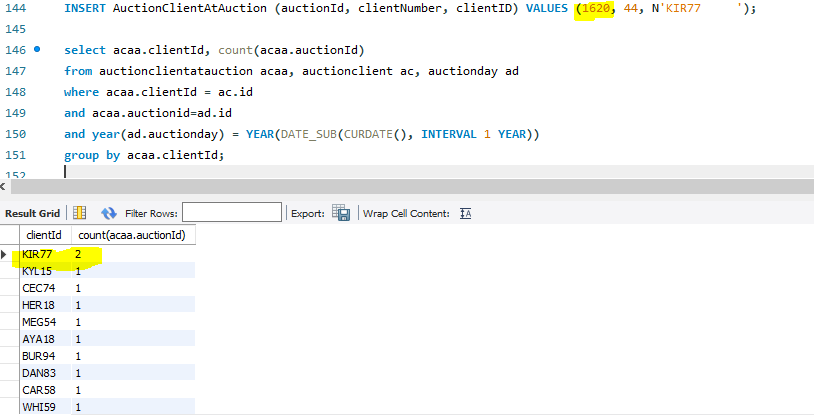 144 INSERT AuctionClientAtAuction (auctionId, clientNumber, clientID) VALUES (1620, 44, N'KIR77     ');
145
146 select acaa.clientId, count(acaa.auctionId)
147 from auctionclientatauction acaa, auctionclient ac, auctionday ad
148 where acaa.clientId = ac.id
149 and acaa.auctionid=ad.id
150 and year(ad.auctionday) = YEAR(DATE_SUB(CURDATE(), INTERVAL 1 YEAR))
151 group by acaa.clientId;
152
Result Grid Filter Rows: Export: Wrap Cell Content: IA
clientId count(acaa.auctionId)
KIR77 2
KYL15 1
CEC74 1
HER18 1
MEG54 1
AYA18 1
BUR94 1
DAN83 1
CAR58 1
WHI59 1